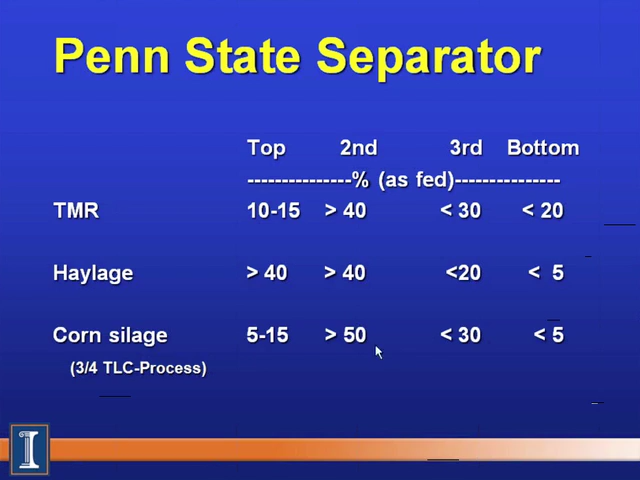 Penn State Separator
Top 2nd 3rd Bottom
---------------% (as fed)---------------
TMR 10-15 > 40 < 30 < 20
Haylage > 40 > 40 <20 < 5
Corn silage 5-15 > 50 < 30 < 5
(3/4 TLC-Process)
I